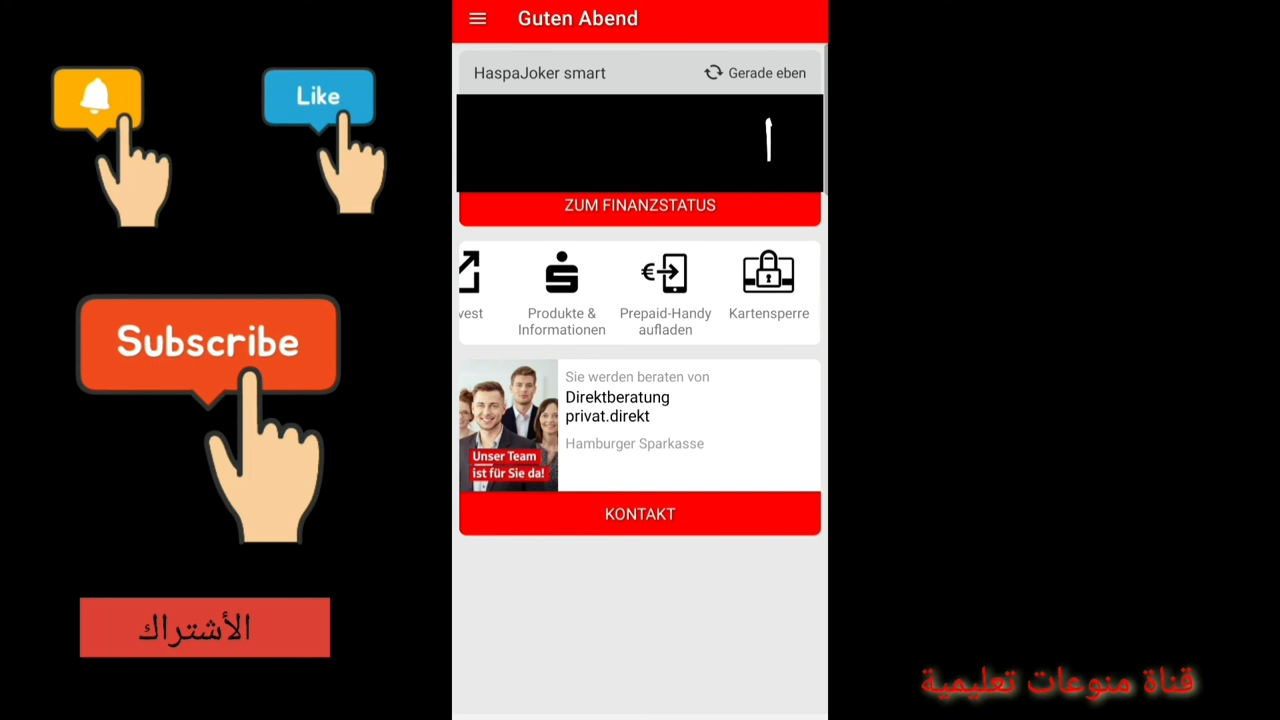 Guten Abend
HaspaJoker smart
Gerade eben
ZUM FINANZSTATUS
vest
Produkte &
Informationen
Prepaid-Handy
aufladen
Kartensperre
Sie werden beraten von
Direktberatung
privat.direkt
Hamburger Sparkasse
Unser Team
ist für Sie da!
KONTAKT
Like
Subscribe
الأشتراك
قناة منوعات تعليمية